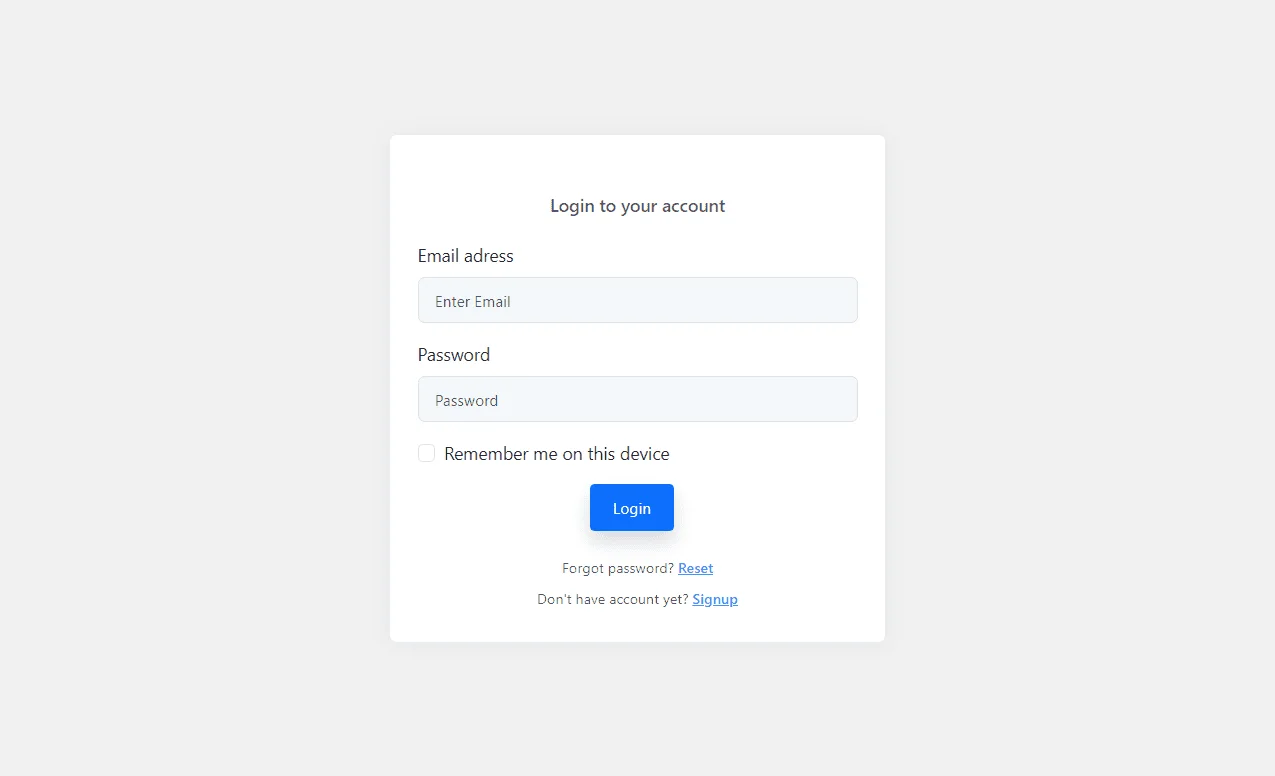 Login to your account
Email adress
Enter Email
Password
Password
Remember me on this device
Login
Forgot password? Reset
Don't have account yet? Signup